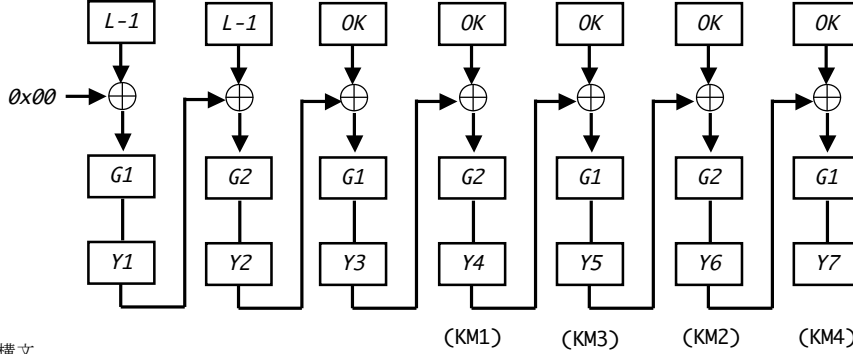 L-1 L-1 OK OK OK OK OK
0x00
G1 G2 G1 G2 G1 G2 G1
Y1 Y2 Y3 Y4 Y5 Y6 Y7
(KM1) (KM3) (KM2) (KM4)